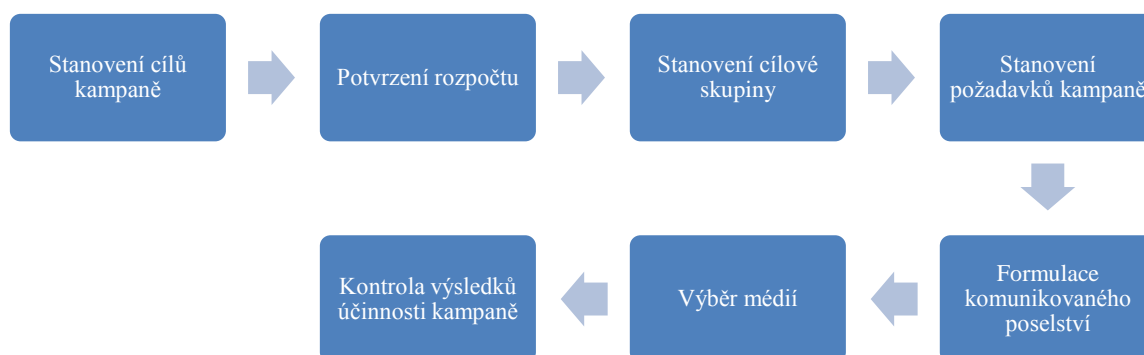 Stanovení cílů
kampaně
Potvrzení rozpočtu
Stanovení cílové
skupiny
Stanovení
požadavků kampaně
Formulace
komunikovaného
poselství
Výběr médií
Kontrola výsledků
účinnosti kampaně